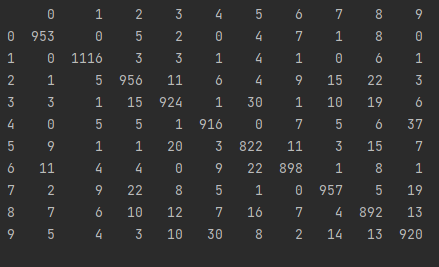 0 1 2 3 4 5 6 7 8 9
0 953 0 5 2 0 4 7 1 8 0
1 0 1116 3 3 1 4 1 0 6 1
2 1 5 956 11 6 4 9 15 22 3
3 3 1 15 924 1 30 1 10 19 6
4 0 5 5 1 916 0 7 5 6 37
5 9 1 1 20 3 822 11 3 15 7
6 11 4 4 0 9 22 898 1 8 1
7 2 9 22 8 5 1 0 957 5 19
8 7 6 10 12 7 16 7 4 892 13
9 5 4 3 10 30 8 2 14 13 920